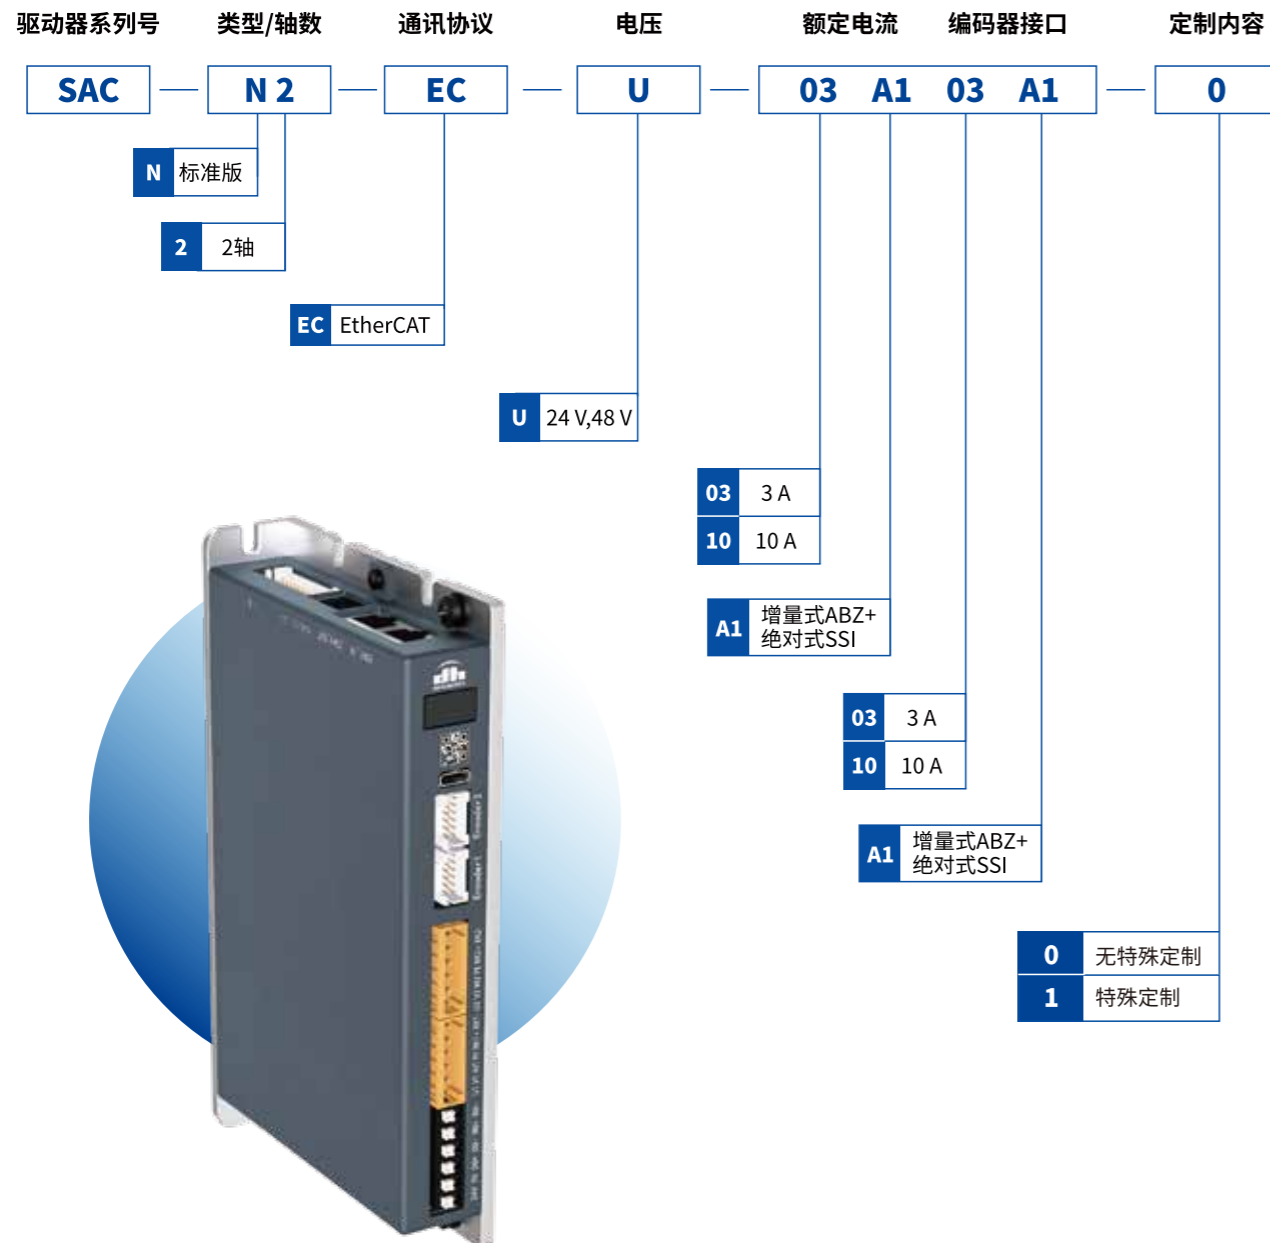 驱动器系列号 类型/轴数 通讯协议 电压 额定电流 编码器接口 定制内容
SAC N 2 EC U 03 A1 03 A1 0
N 标准版
2 2轴
EC EtherCAT
U 24 V,48 V
03 3 A
10 10 A
A1 增量式ABZ+
绝对式SSI
03 3 A
10 10 A
A1 增量式ABZ+
绝对式SSI
0 无特殊定制
1 特殊定制
dh
Encoder2
Encoder1